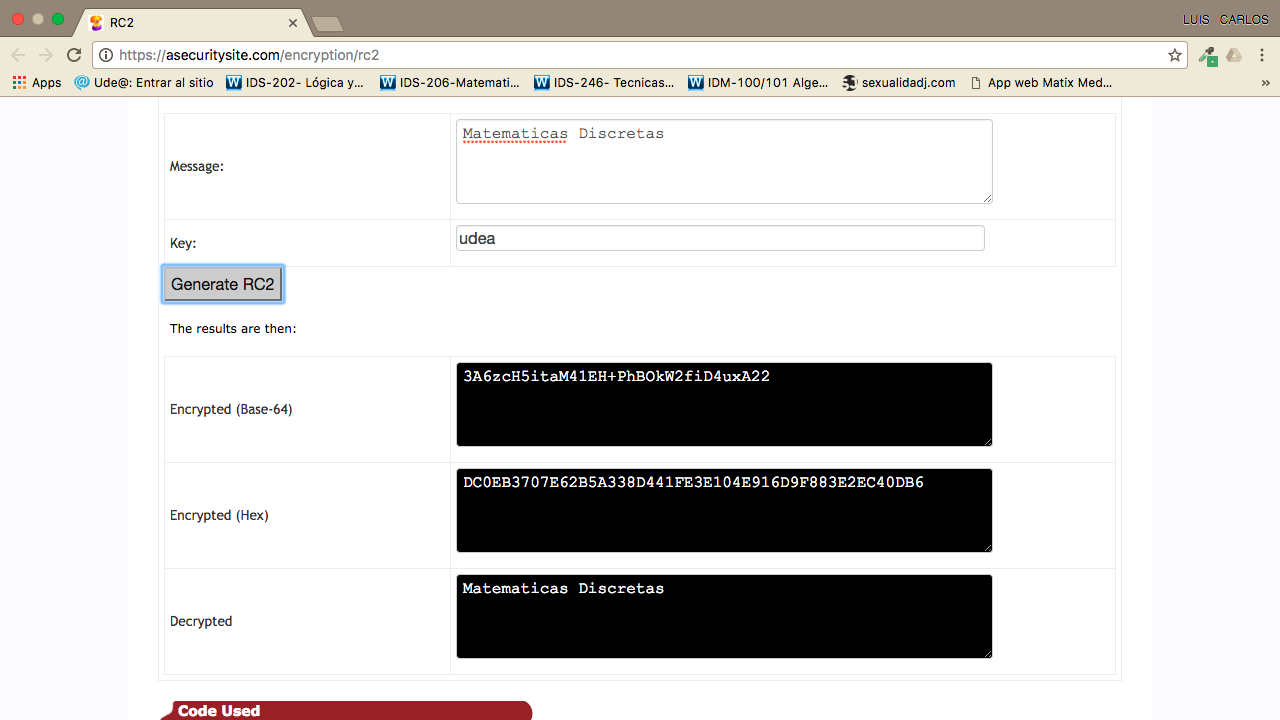 RC2
LUIS CARLOS
https://asecuritysite.com/encryption/rc2
Apps Ude@: Entrar al sitio IDS-202- Lógica y... IDS-206-Matemati... IDS-246- Tecnicas... IDM-100/101 Alge... sexualidadj.com App web Matix Med... »
Message:
Matematicas Discretas
Key:
udea
Generate RC2
The results are then:
Encrypted (Base-64)
3A6zcH5itaM41EH+PhBOkW2fiD4uxA22
Encrypted (Hex)
DC0EB3707E62B5A338D441FE3E104E916D9F883E2EC40DB6
Decrypted
Matematicas Discretas
Code Used